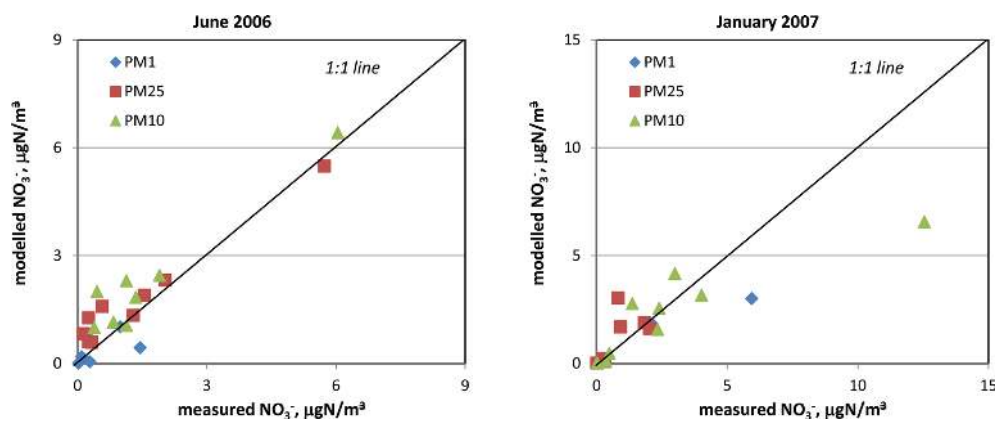 June 2006
9
6
3
0
modelled NO₃⁻, µgN/m³
PM1
PM25
PM10
1:1 line
0
3
6
9
measured NO₃⁻, µgN/m³
January 2007
15
10
5
0
modelled NO₃⁻, µgN/m³
PM1
PM25
PM10
1:1 line
0
5
10
15
measured NO₃⁻, µgN/m³